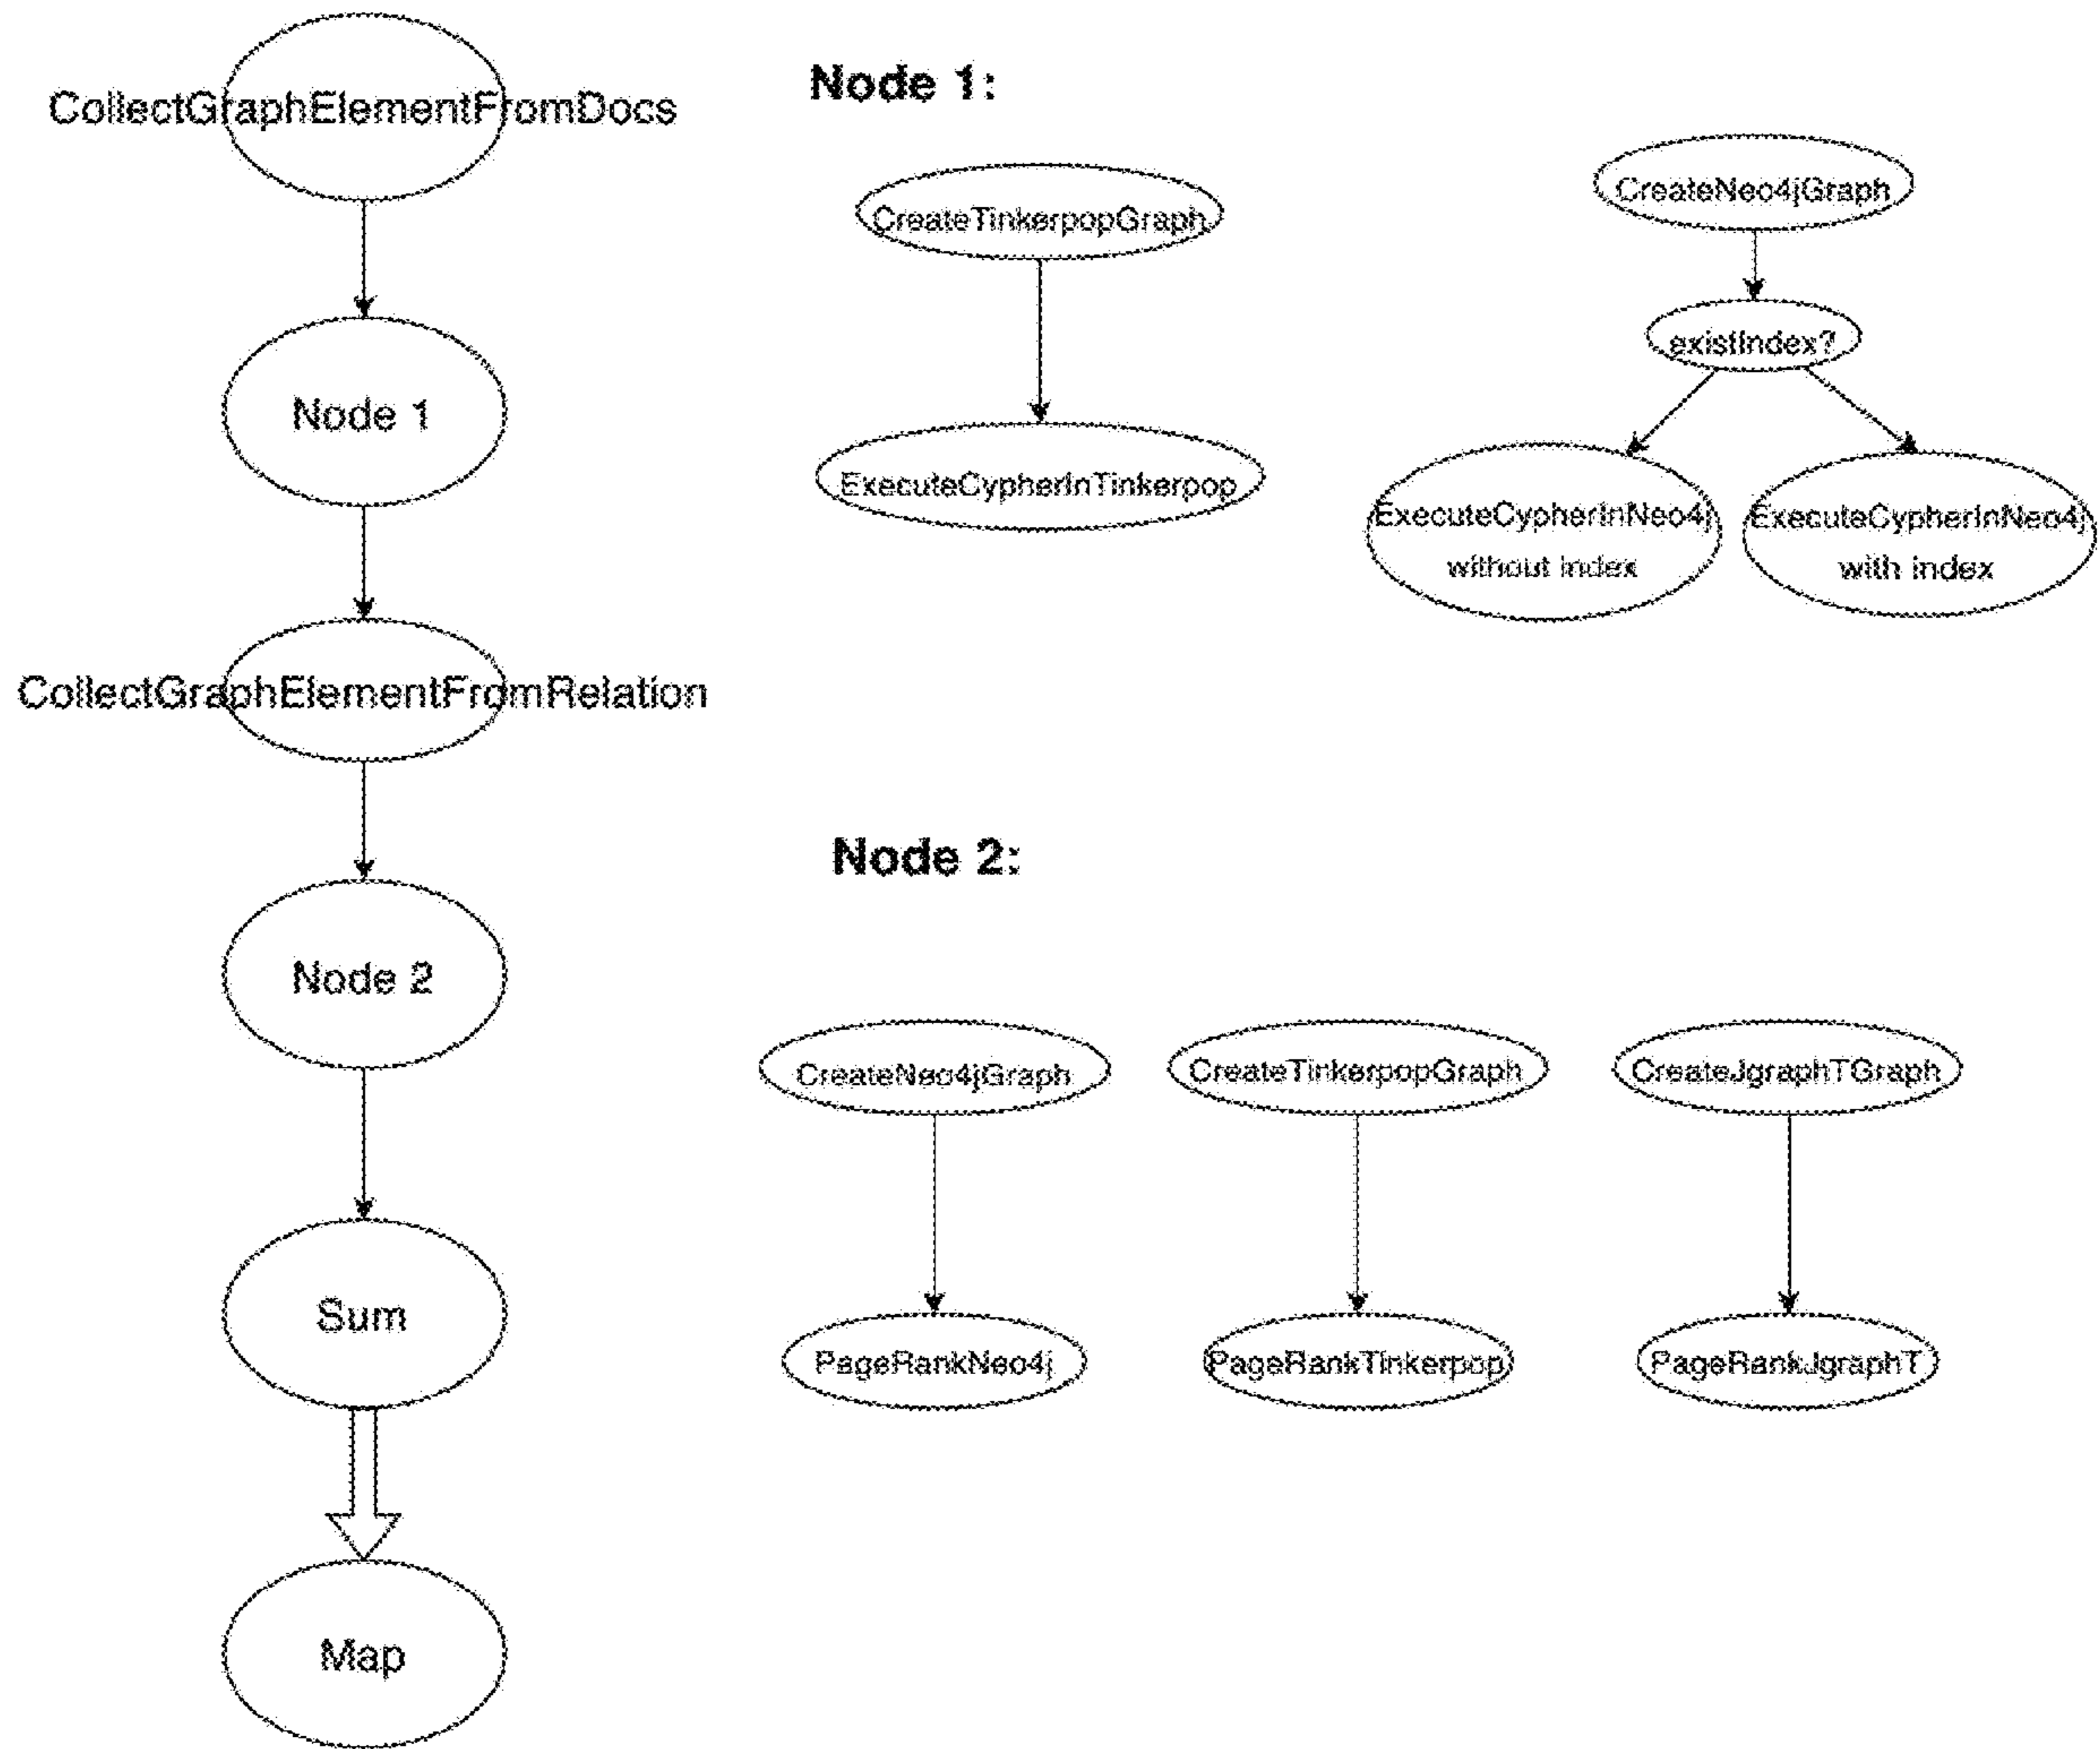 CollectGraphElementFromDocs
Node 1
CollectGraphElementFromRelation
Node 2
Sum
Map
Node 1:
CreateTinkerpopGraph
ExecuteCypherInTinkerpop
CreateNeo4jGraph
existIndex?
ExecuteCypherInNeo4j
without index
ExecuteCypherInNeo4j
with index
Node 2:
CreateNeo4jGraph
PageRankNeo4j
CreateTinkerpopGraph
PageRankTinkerpop
CreateJgraphTGraph
PageRankJgraphT